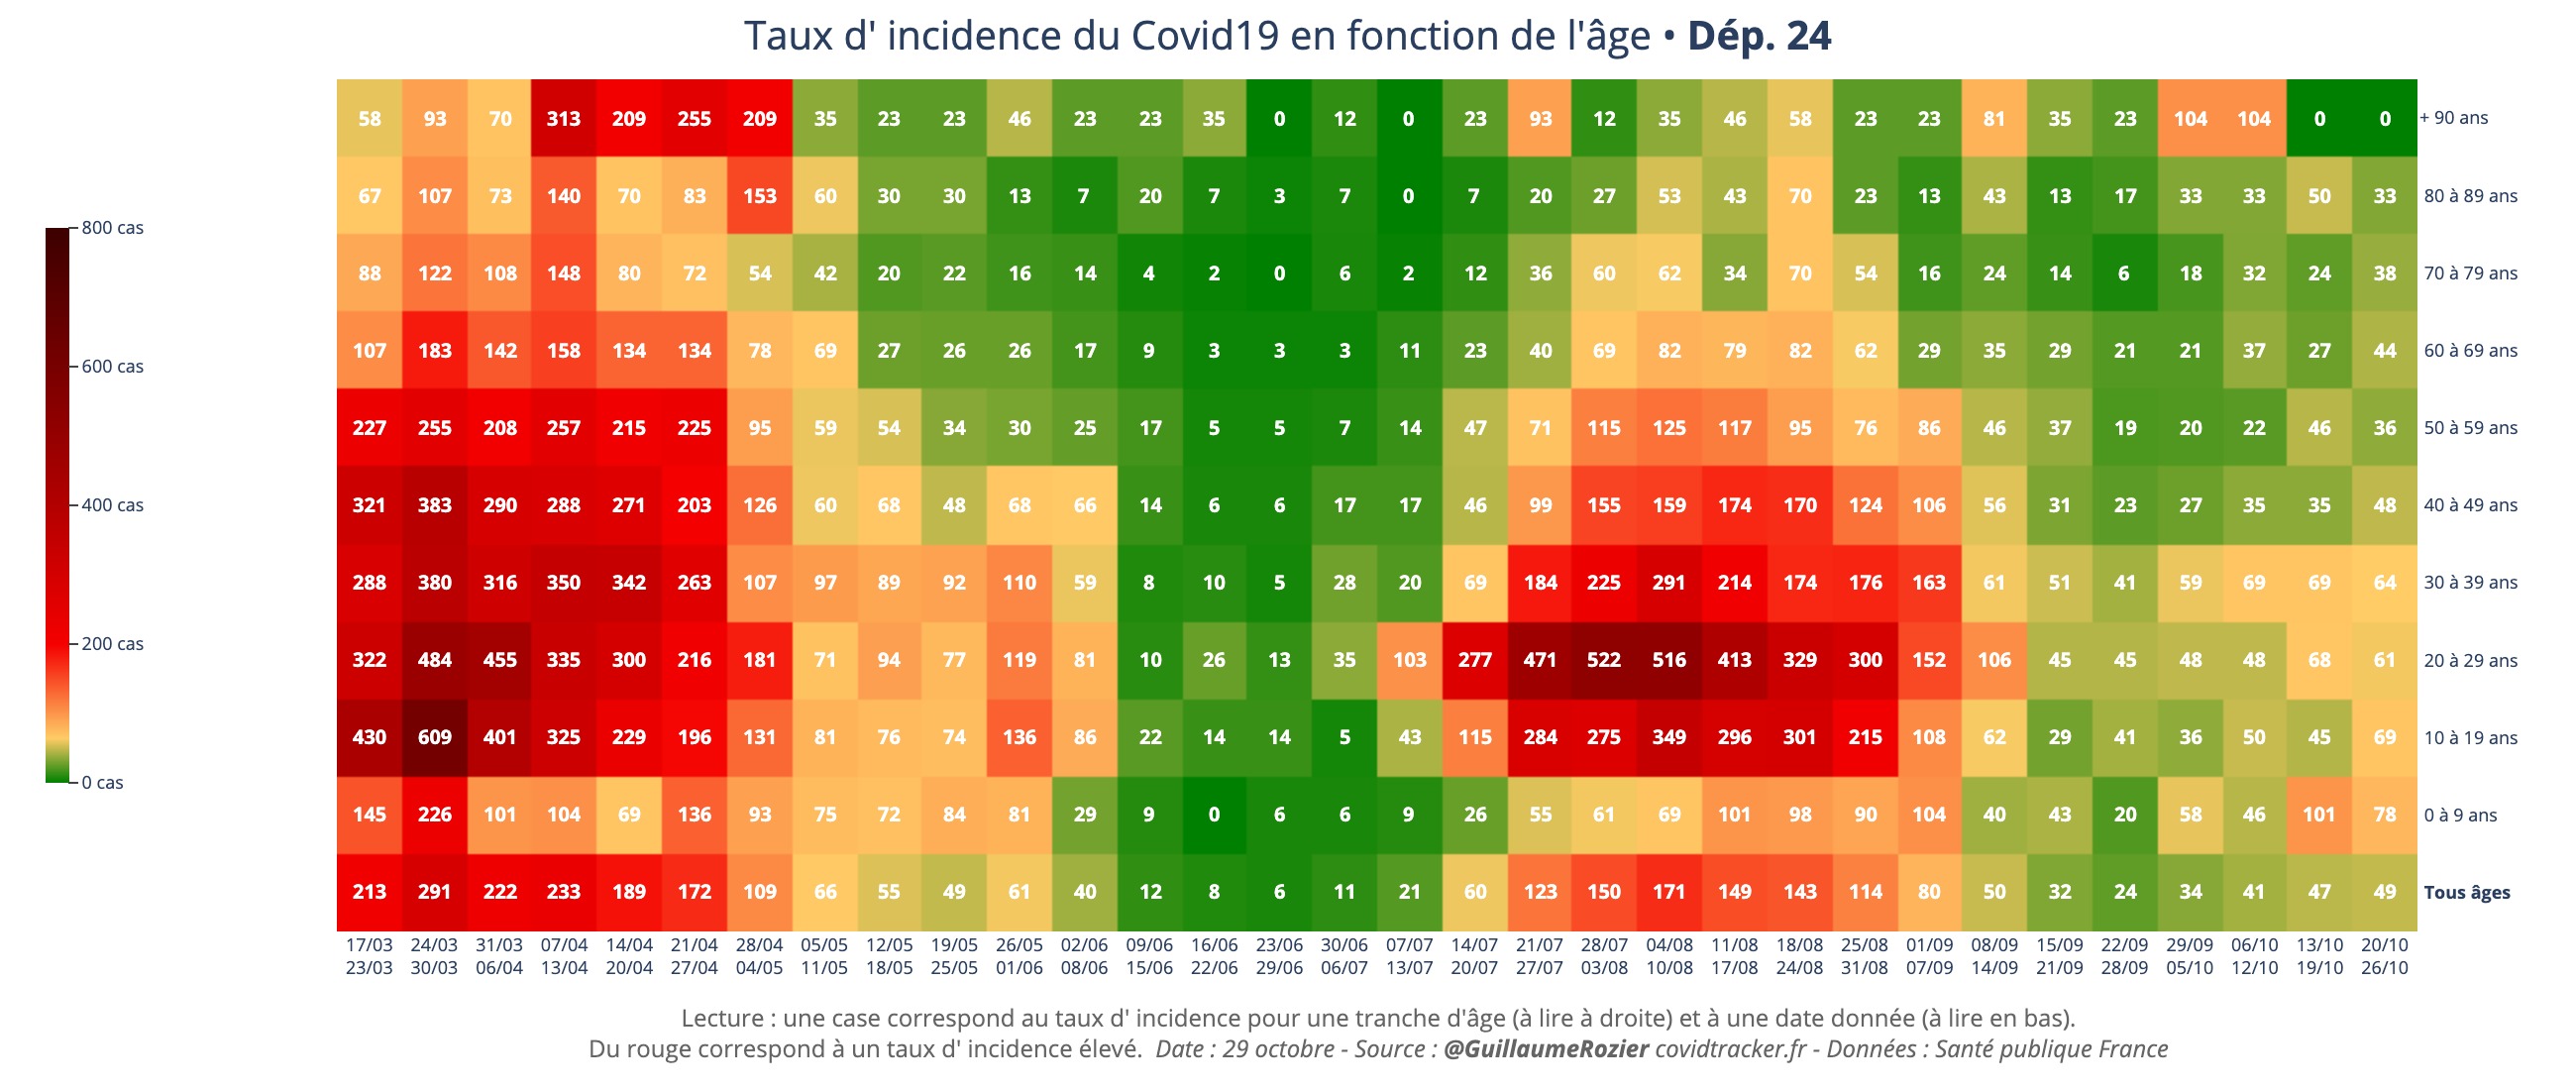 Taux d' incidence du Covid19 en fonction de l'âge • Dép. 24
58 93 70 313 209 255 209 35 23 23 46 23 23 35 0 12 0 23 93 12 35 46 58 23 23 81 35 23 104 104 0 0 + 90 ans
67 107 73 140 70 83 153 60 30 30 13 7 20 7 3 7 0 7 20 27 53 43 70 23 13 43 13 17 33 33 50 33 80 à 89 ans
800 cas
88 122 108 148 80 72 54 42 20 22 16 14 4 2 0 6 2 12 36 60 62 34 70 54 16 24 14 6 18 32 24 38 70 à 79 ans
107 183 142 158 134 134 78 69 27 26 26 17 9 3 3 3 11 23 40 69 82 79 82 62 29 35 29 21 21 37 27 44 60 à 69 ans
600 cas
227 255 208 257 215 225 95 59 54 34 30 25 17 5 5 7 14 47 71 115 125 117 95 76 86 46 37 19 20 22 46 36 50 à 59 ans
400 cas
321 383 290 288 271 203 126 60 68 48 68 66 14 6 6 17 17 46 99 155 159 174 170 124 106 56 31 23 27 35 35 48 40 à 49 ans
288 380 316 350 342 263 107 97 89 92 110 59 8 10 5 28 20 69 184 225 291 214 174 176 163 61 51 41 59 69 69 64 30 à 39 ans
200 cas
322 484 455 335 300 216 181 71 94 77 119 81 10 26 13 35 103 277 471 522 516 413 329 300 152 106 45 45 48 48 68 61 20 à 29 ans
430 609 401 325 229 196 131 81 76 74 136 86 22 14 14 5 43 115 284 275 349 296 301 215 108 62 29 41 36 50 45 69 10 à 19 ans
0 cas
145 226 101 104 69 136 93 75 72 84 81 29 9 0 6 6 9 26 55 61 69 101 98 90 104 40 43 20 58 46 101 78 0 à 9 ans
213 291 222 233 189 172 109 66 55 49 61 40 12 8 6 11 21 60 123 150 171 149 143 114 80 50 32 24 34 41 47 49 Tous âges
17/03 24/03 31/03 07/04 14/04 21/04 28/04 05/05 12/05 19/05 26/05 02/06 09/06 16/06 23/06 30/06 07/07 14/07 21/07 28/07 04/08 11/08 18/08 25/08 01/09 08/09 15/09 22/09 29/09 06/10 13/10 20/10
23/03 30/03 06/04 13/04 20/04 27/04 04/05 11/05 18/05 25/05 01/06 08/06 15/06 22/06 29/06 06/07 13/07 20/07 27/07 03/08 10/08 17/08 24/08 31/08 07/09 14/09 21/09 28/09 05/10 12/10 19/10 26/10
Lecture : une case correspond au taux d' incidence pour une tranche d'âge (à lire à droite) et à une date donnée (à lire en bas).
Du rouge correspond à un taux d' incidence élevé. Date : 29 octobre - Source : @GuillaumeRozier covidtracker.fr - Données : Santé publique France